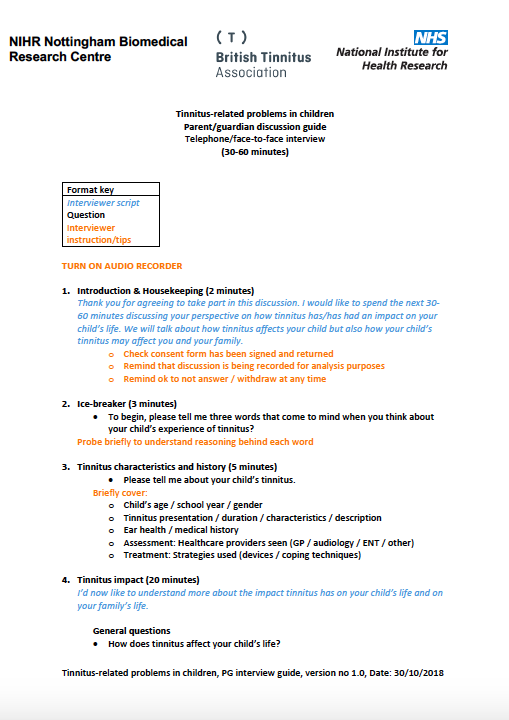 NIHR Nottingham Biomedical
Research Centre
( T )
British Tinnitus
Association
NHS
National Institute for
Health Research
Tinnitus-related problems in children
Parent/guardian discussion guide
Telephone/face-to-face interview
(30-60 minutes)
Format key
Interviewer script
Question
Interviewer
instruction/tips
TURN ON AUDIO RECORDER
1. Introduction & Housekeeping (2 minutes)
Thank you for agreeing to take part in this discussion. I would like to spend the next 30-
60 minutes discussing your perspective on how tinnitus has/has had an impact on your
child's life. We will talk about how tinnitus affects your child but also how your child's
tinnitus may affect you and your family.
o Check consent form has been signed and returned
o Remind that discussion is being recorded for analysis purposes
o Remind ok to not answer / withdraw at any time
2. Ice-breaker (3 minutes)
• To begin, please tell me three words that come to mind when you think about
your child's experience of tinnitus?
Probe briefly to understand reasoning behind each word
3. Tinnitus characteristics and history (5 minutes)
• Please tell me about your child's tinnitus.
Briefly cover:
o Child's age / school year / gender
o Tinnitus presentation / duration / characteristics / description
o Ear health / medical history
o Assessment: Healthcare providers seen (GP / audiology / ENT / other)
o Treatment: Strategies used (devices / coping techniques)
4. Tinnitus impact (20 minutes)
I'd now like to understand more about the impact tinnitus has on your child's life and on
your family's life.
General questions
• How does tinnitus affect your child's life?
Tinnitus-related problems in children, PG interview guide, version no 1.0, Date: 30/10/2018